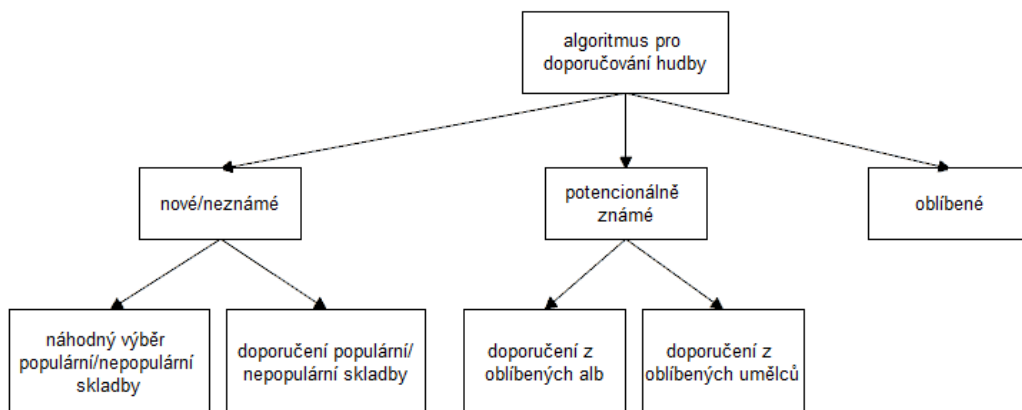 algoritmus pro
doporučování hudby
nové/neznámé
potencionálně
známé
oblíbené
náhodný výběr
populární/nepopulární
skladby
doporučení populární/
nepopulární skladby
doporučení z
oblíbených alb
doporučení z
oblíbených umělců